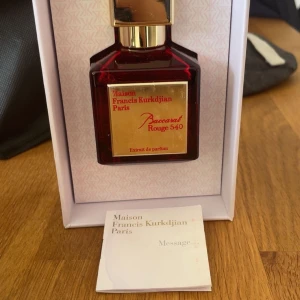 Maison
Francis Kurkdjian
Paris
Baccarat
Rouge 540
Extrait de parfum
Maison
Francis Kurkdjian
Paris
Message